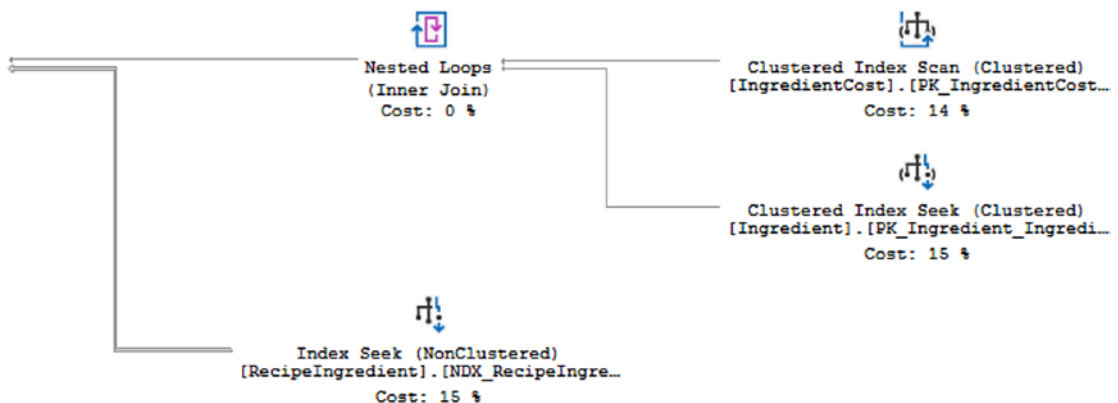 Nested Loops
(Inner Join)
Cost: 0 %
Clustered Index Scan (Clustered)
[IngredientCost].[PK_IngredientCost…
Cost: 14 %
Clustered Index Seek (Clustered)
[Ingredient].[PK_Ingredient_Ingredi…
Cost: 15 %
Index Seek (NonClustered)
[RecipeIngredient].[NDX_RecipeIngre…
Cost: 15 %